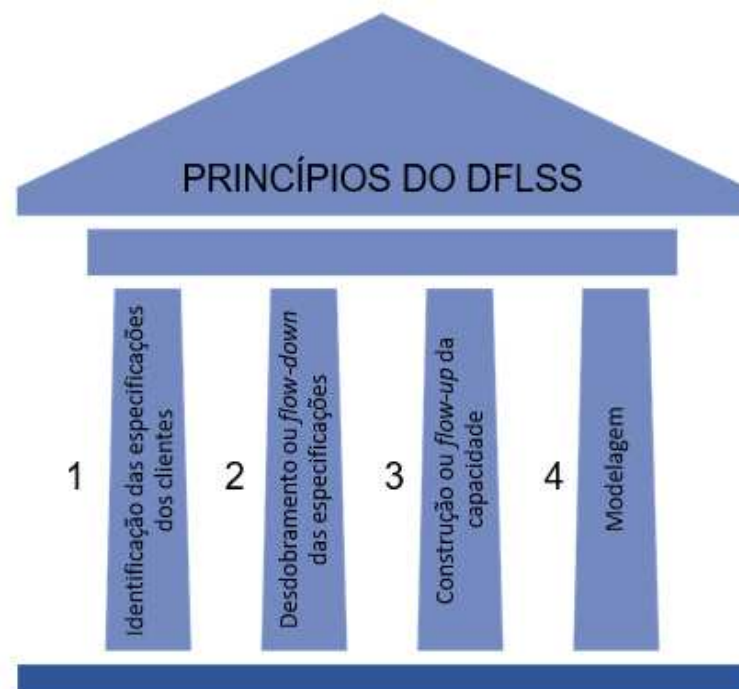 PRINCÍPIOS DO DFLSS
1
Identificação das especificações
dos clientes
2
Desdobramento ou flow-down
das especificações
3
Construção ou flow-up da
capacidade
4
Modelagem